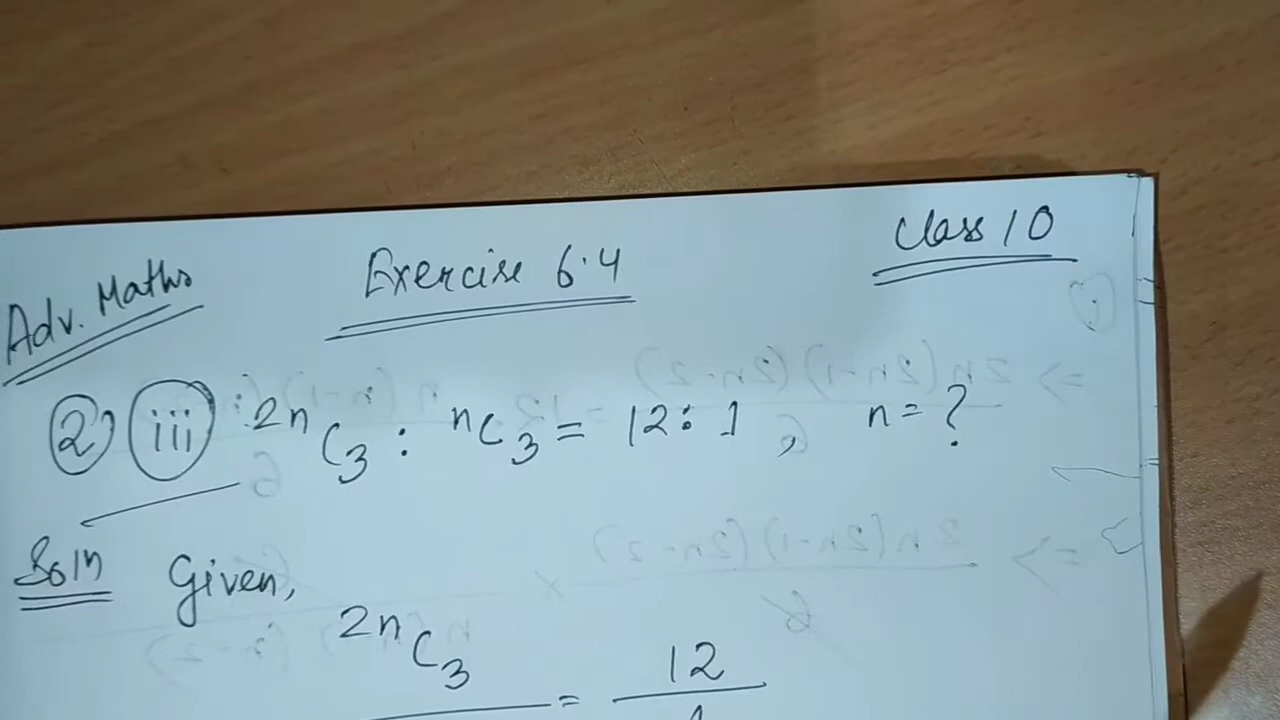 Adv. Maths Exercise 6.4 Class 10
2) iii 2nC3 : nC3 = 12 : 1, n = ?
Soln Given,
2nC3
= 12